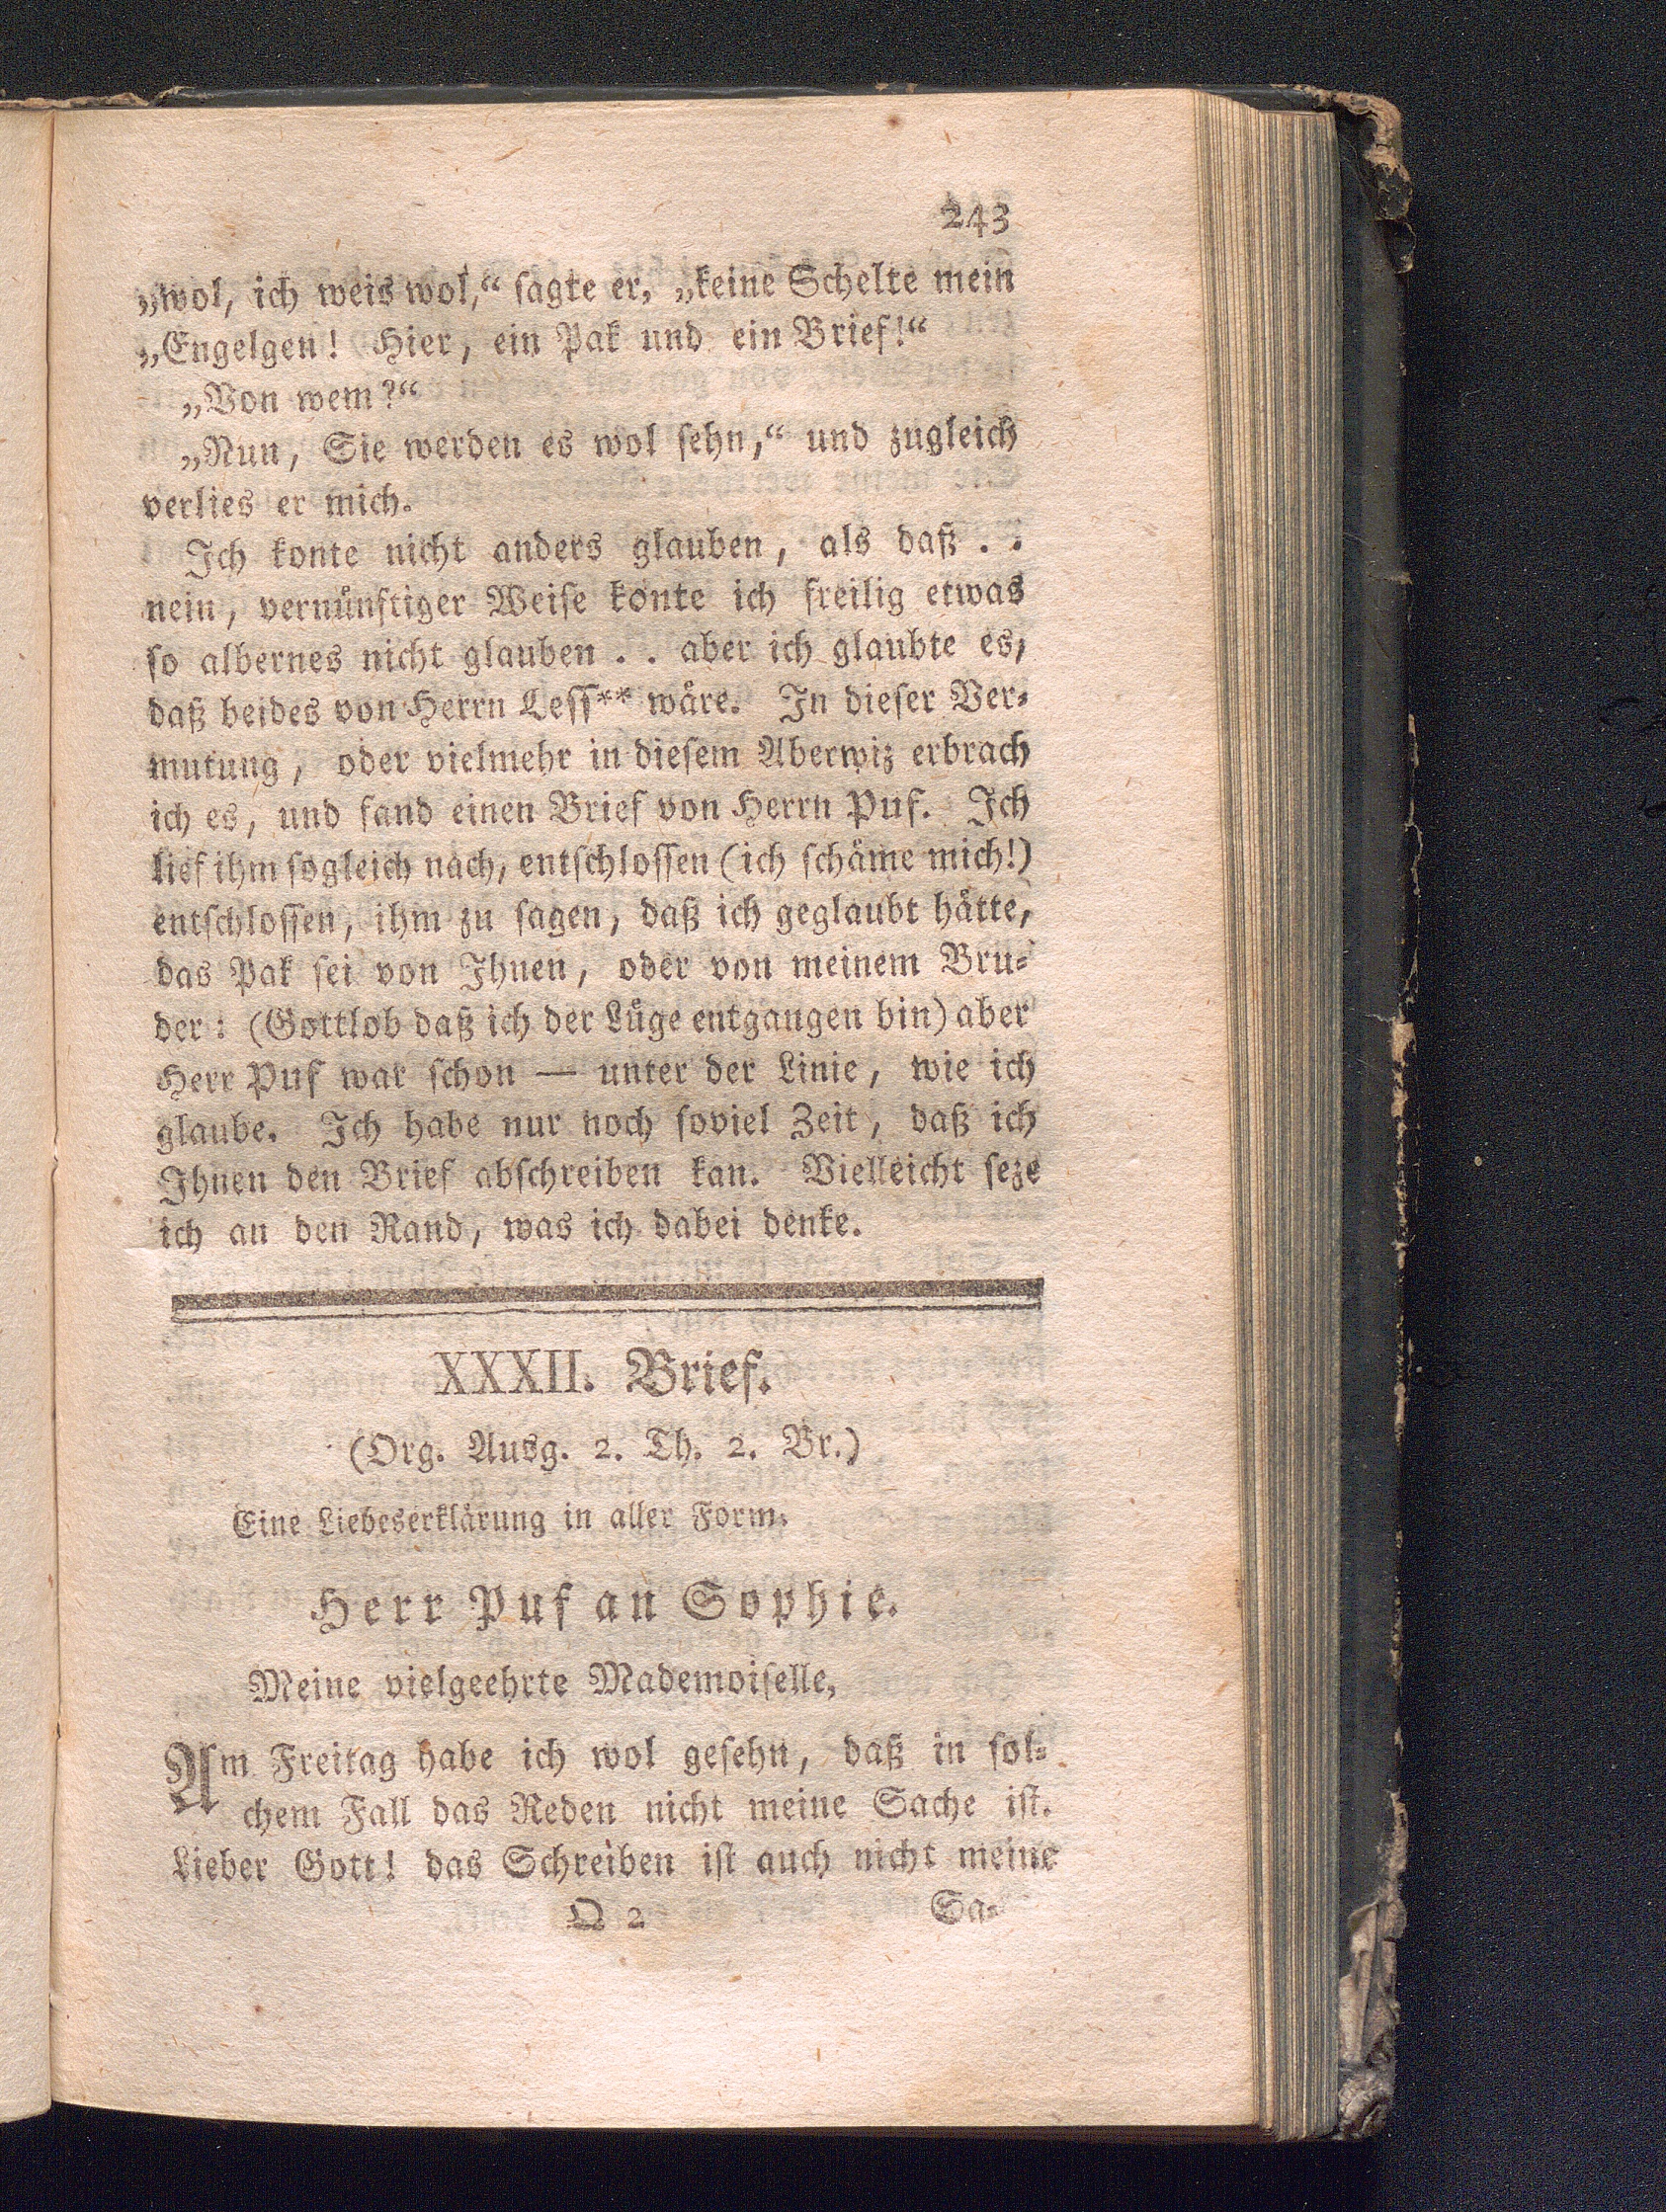 243
„wol, ich weis wol,“ sagte er, „keine Schelte mein
„Engelgen! Hier, ein Pak und ein Brief!“
„Von wem?“
„Nun, Sie werden es wol sehn,“ und zugleich
verlies er mich.
Ich konte nicht anders glauben, als daß . .
nein, vernünftiger Weise konte ich freilig etwas
so albernes nicht glauben . . aber ich glaubte es,
daß beides von Herrn Less** wäre. In dieser Ver-
mutung, oder vielmehr in diesem Aberwiz erbrach
ich es, und fand einen Brief von Herrn Puf. Ich
lief ihm sogleich nach, entschlossen (ich schäme mich!)
entschlossen, ihm zu sagen, daß ich geglaubt hätte,
das Pak sei von Ihnen, oder von meinem Bru-
der: (Gottlob daß ich der Lüge entgangen bin) aber
Herr Puf war schon — unter der Linie, wie ich
glaube. Ich habe nur noch soviel Zeit, daß ich
Ihnen den Brief abschreiben kan. Vielleicht seze
ich an den Rand, was ich dabei denke.
XXXII. Brief.
(Org. Ausg. 2. Th. 2. Br.)
Eine Liebeserklärung in aller Form.
Herr Puf an Sophie.
Meine vielgeehrte Mademoiselle,
Am Freitag habe ich wol gesehn, daß in sol-
chem Fall das Reden nicht meine Sache ist.
Lieber Gott! das Schreiben ist auch nicht meine
Q 2 Sa-